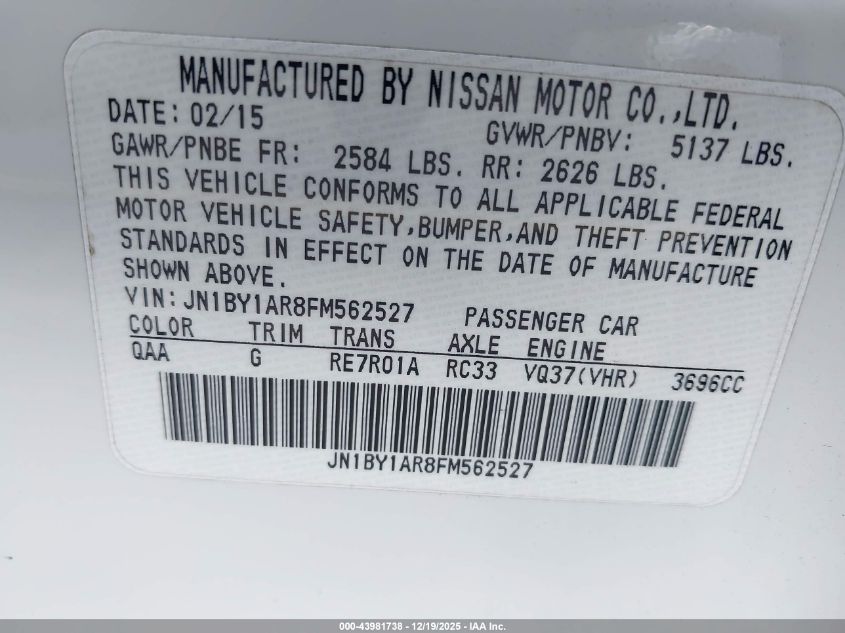 MANUFACTURED BY NISSAN MOTOR CO.,LTD.
DATE: 02/15 GVWR/PNBV: 5137 LBS.
GAWR/PNBE FR: 2584 LBS. RR: 2626 LBS.
THIS VEHICLE CONFORMS TO ALL APPLICABLE FEDERAL
MOTOR VEHICLE SAFETY,BUMPER,AND THEFT PREVENTION
STANDARDS IN EFFECT ON THE DATE OF MANUFACTURE
SHOWN ABOVE.
VIN: JN1BY1AR8FM562527 PASSENGER CAR
COLOR TRIM TRANS AXLE ENGINE
QAA G RE7R01A RC33 VQ37(VHR) 3696CC
JN1BY1AR8FM562527
000-43981738 - 12/19/2025 - IAA Inc.